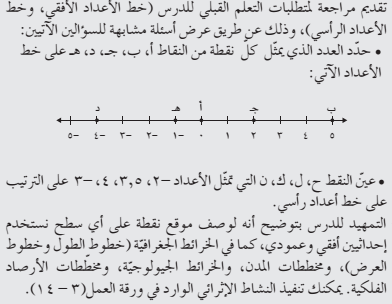 تقديم مراجعة لمتطلبات التعلم القبلي للدرس (خط الأعداد الأفقي، وخط
الأعداد الرأسي)، وذلك عن طريق عرض أسئلة مشابهة للسؤالين الآتيين:
• حدّد العدد الذي يمثّل كلّ نقطة من النقاط أ، ب، جـ، د، هـ على خط
الأعداد الآتي:
د هـ أ جـ ب
٥- ٤- ٣- ٢- ١- ٠ ١ ٢ ٣ ٤ ٥
• عيّن النقط ح، ل، ك، ن التي تمثّل الأعداد −٢، ٣,٥، ٤، −٣ على الترتيب
على خط أعداد رأسي.
التمهيد للدرس بتوضيح أنه لوصف موقع نقطة على أي سطح نستخدم
إحداثيين أفقي وعمودي، كما في الخرائط الجغرافيّة (خطوط الطول وخطوط
العرض)، ومخططات المدن، والخرائط الجيولوجيّة، ومخطّطات الأرصاد
الفلكية. يمكنك تنفيذ النشاط الإثرائي الوارد في ورقة العمل (٣ – ١٤).